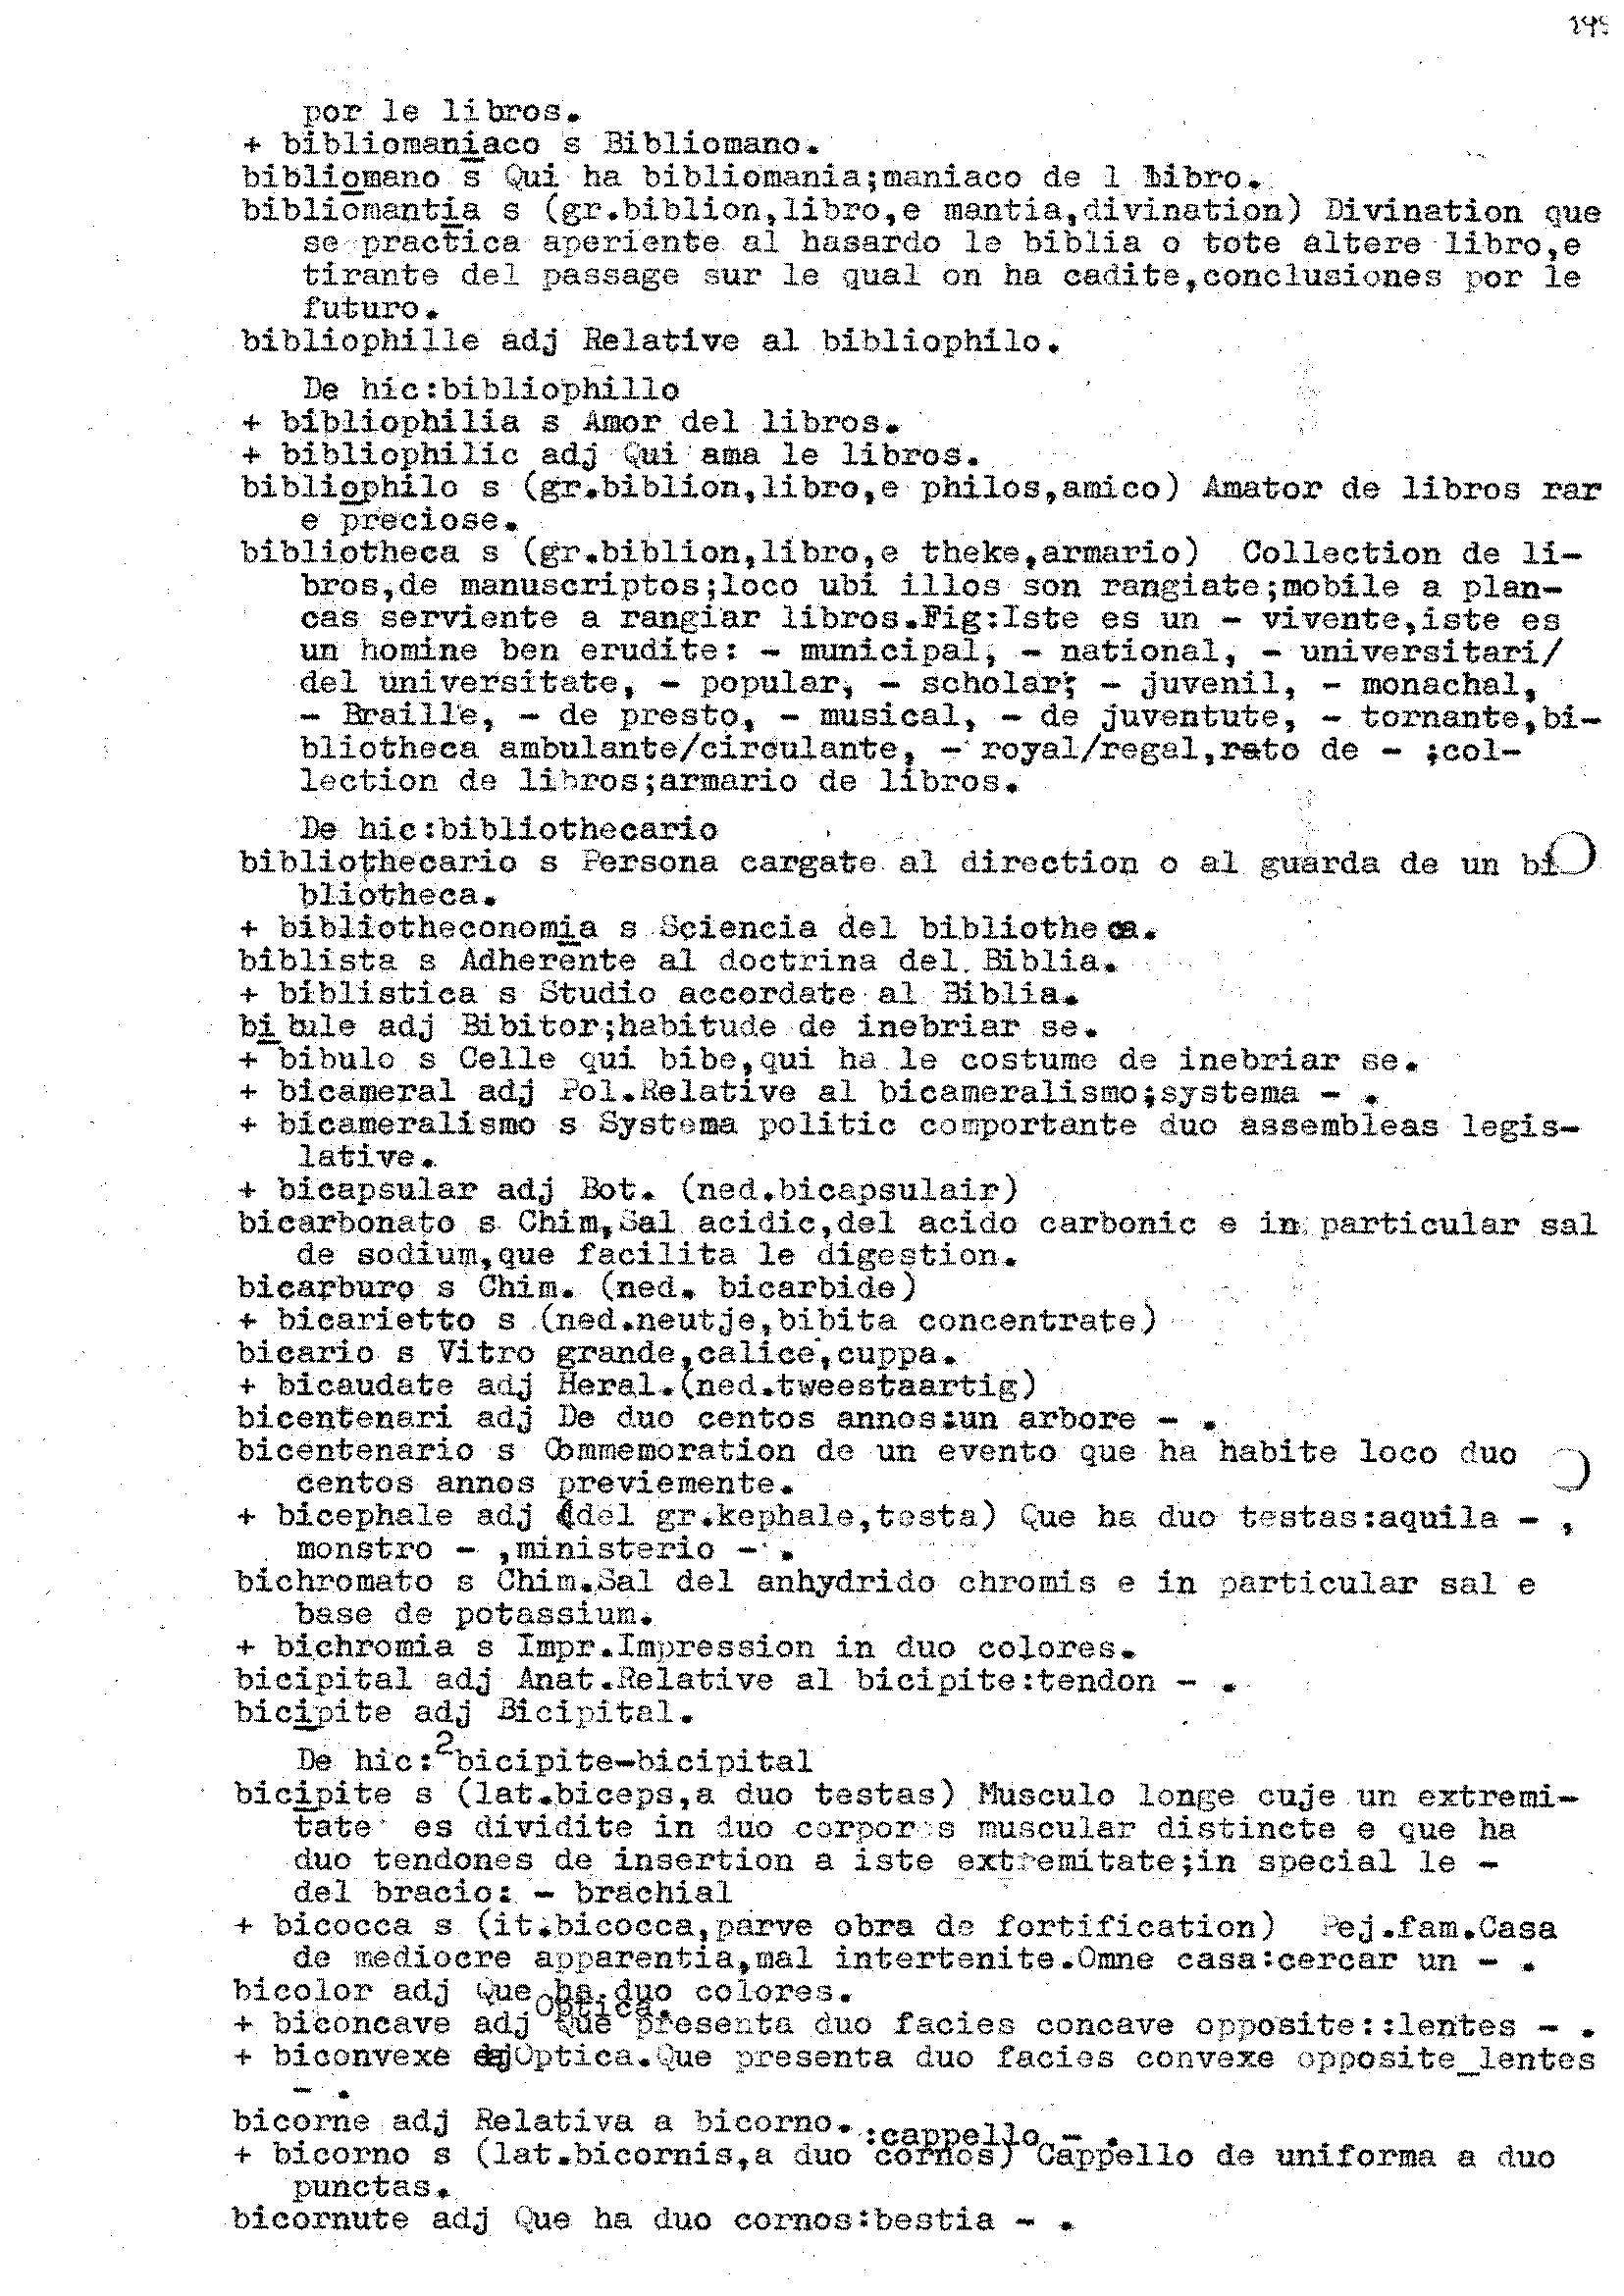 por le libros.
+ bibliomaniaco s Bibliomano.
bibliomano s Qui ha bibliomania;maniaco de l libro.
bibliomantia s (gr.biblion,libro,e mantia,divination) Divination que
se practica aperiente al hasardo le biblia o tote altere libro,e
tirante del passage sur le qual on ha cadite,conclusiones por le
futuro.
bibliophille adj Relative al bibliophilo.
De hic:bibliophillo
+ bibliophilia s Amor del libros.
+ bibliophilic adj Qui ama le libros.
bibliophilo s (gr.biblion,libro,e philos,amico) Amator de libros rar
e preciose.
bibliotheca s (gr.biblion,libro,e theke,armario) Collection de li-
bros,de manuscriptos;loco ubi illos son rangiate;mobile a plan-
cas serviente a rangiar libros.Fig:Iste es un - vivente,iste es
un homine ben erudite: - municipal, - national, - universitari/
del universitate, - popular, - scholar; - juvenil, - monachal,
- Braille, - de presto, - musical, - de juventute, - tornante,bi-
bliotheca ambulante/circulante, - royal/regal,rato de - ;col-
lection de libros;armario de libros.
De hic:bibliothecario
bibliothecario s Persona cargate al direction o al guarda de un bi
bliotheca.
+ bibliotheconomia s Sciencia del bibliotheca.
biblista s Adherente al doctrina del Biblia.
+ biblistica s Studio accordate al Biblia.
bibule adj Bibitor;habitude de inebriar se.
+ bibulo s Celle qui bibe,qui ha le costume de inebriar se.
+ bicameral adj Pol.Relative al bicameralismo;systema - .
+ bicameralismo s Systema politic comportante duo assembleas legis-
lative.
+ bicapsular adj Bot. (ned.bicapsulair)
bicarbonato s Chim,Sal acidic,del acido carbonic e in particular sal
de sodium,que facilita le digestion.
bicarburo s Chim. (ned. bicarbide)
+ bicarietto s (ned.neutje,bibita concentrate)
bicario s Vitro grande,calice,cuppa.
+ bicaudate adj Heral.(ned.tweestaartig)
bicentenari adj De duo centos annos:un arbore - .
bicentenario s Commemoration de un evento que ha habite loco duo
centos annos previemente.
+ bicephale adj (del gr.kephale,testa) Que ha duo testas:aquila - ,
monstro - ,ministerio - .
bichromato s Chim.Sal del anhydrido chromis e in particular sal e
base de potassium.
+ bichromia s Impr.Impression in duo colores.
bicipital adj Anat.Relative al bicipite:tendon - .
bicipite adj Bicipital.
De hic:2bicipite-bicipital
bicipite s (lat.biceps,a duo testas) Musculo longe cuje un extremi-
tate es dividite in duo corpores muscular distincte e que ha
duo tendones de insertion a iste extremitate;in special le -
del bracio: - brachial
+ bicocca s (it.bicocca,parve obra de fortification) Pej.fam.Casa
de mediocre apparentia,mal intertenite.Omne casa:cercar un - .
bicolor adj Que ha duo colores.
Optica.
+ biconcave adj Que presenta duo facies concave opposite::lentes - .
+ biconvexe adjOptica.Que presenta duo facies convexe opposite_lentes
- .
bicorne adj Relativa a bicorno. :cappello - .
+ bicorno s (lat.bicornis,a duo cornos) Cappello de uniforma a duo
punctas.
bicornute adj Que ha duo cornos:bestia - .